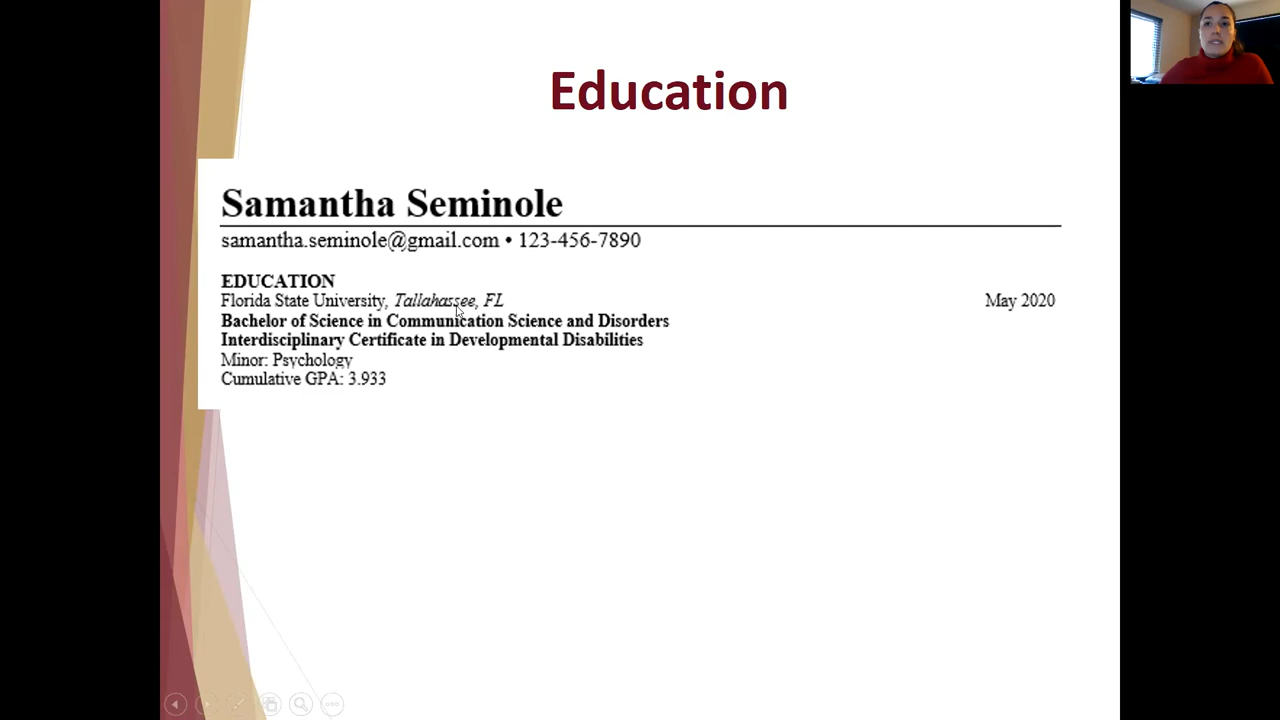 Education
Samantha Seminole
samantha.seminole@gmail.com • 123-456-7890
EDUCATION
Florida State University, Tallahassee, FL May 2020
Bachelor of Science in Communication Science and Disorders
Interdisciplinary Certificate in Developmental Disabilities
Minor: Psychology
Cumulative GPA: 3.933